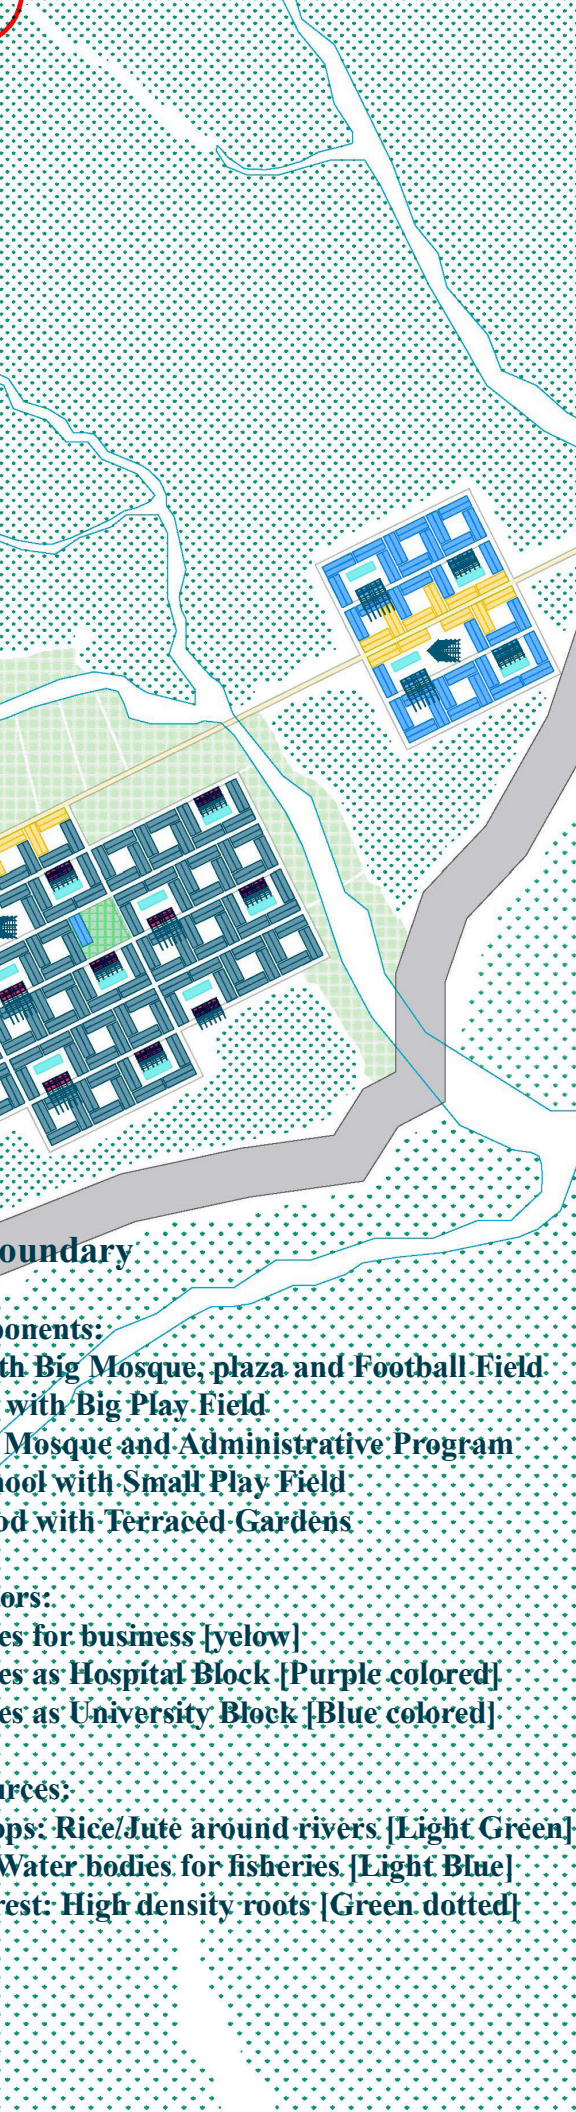 oundary
ponents:
th Big Mosque, plaza and Football Field
with Big Play Field
Mosque and Administrative Program
hool with Small Play Field
od with Terraced Gardens
tors:
es for business [yelow]
es as Hospital Block [Purple colored]
es as University Block [Blue colored]
urces:
ops: Rice/Jute around rivers [Light Green]
Water bodies for fisheries [Light Blue]
rest: High density roots [Green dotted]